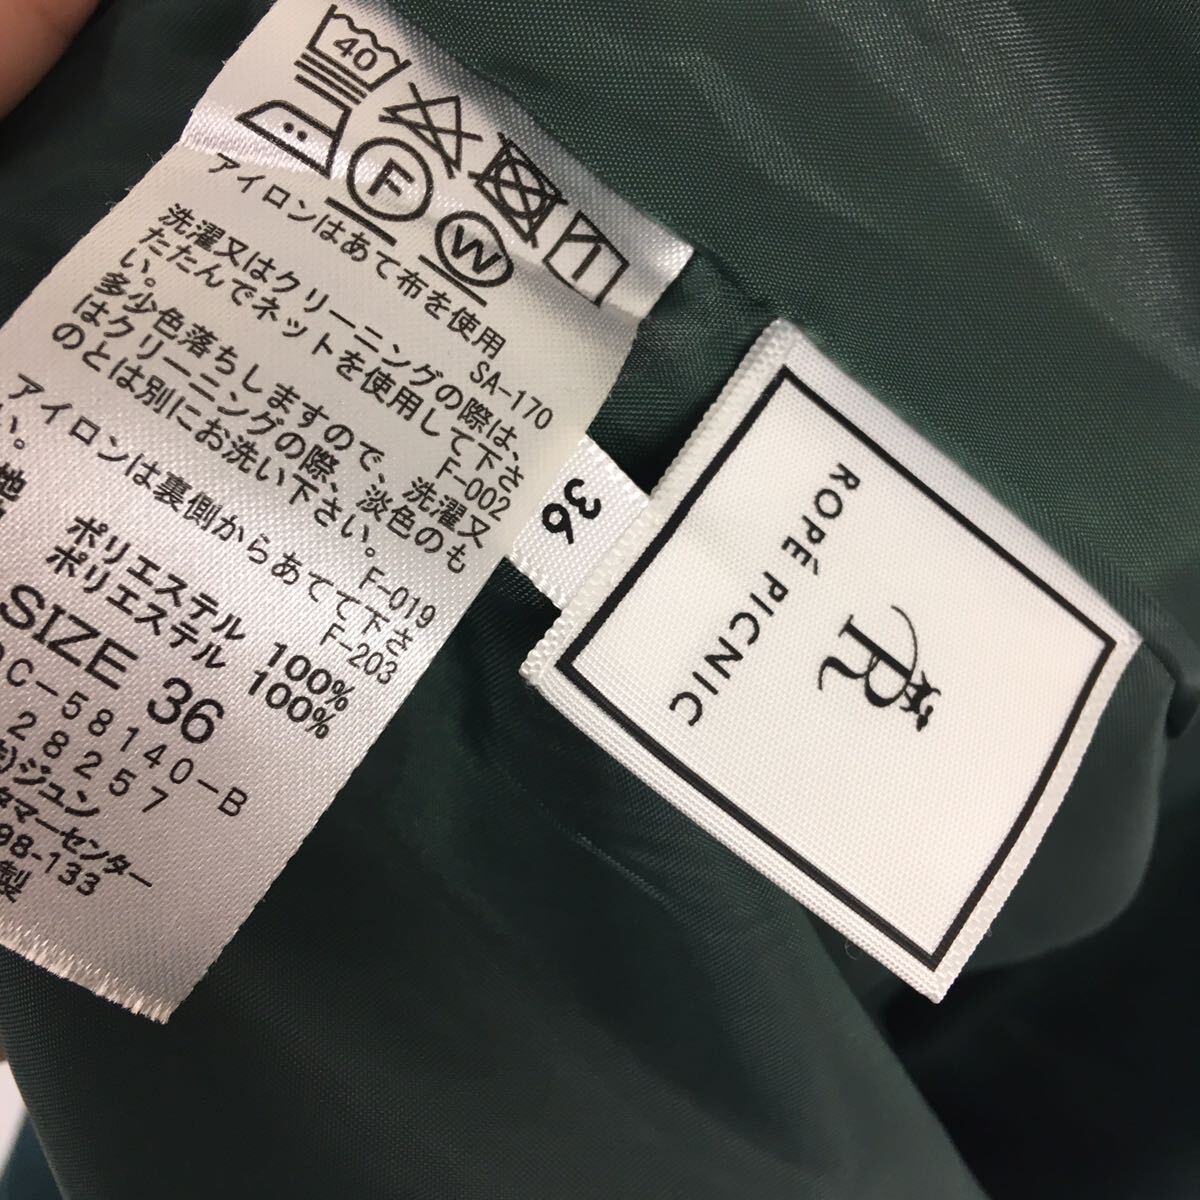 40
F
W
アイロンはあて布を使用
SA-170
洗濯又はクリーニングの際は、
たたんでネットを使用して下さ
い。
F-002
多少色落ちしますので、洗濯又
はクリーニングの際、淡色のも
のとは別にお洗い下さい。
F-019
アイロンは裏側からあてて下さ
い。
F-203
地 ポリエステル 100%
ポリエステル 100%
SIZE 36
C-58140-B
28257
ジュン
タマーセンター
98-133
製
36
R
ROPÉ PICNIC